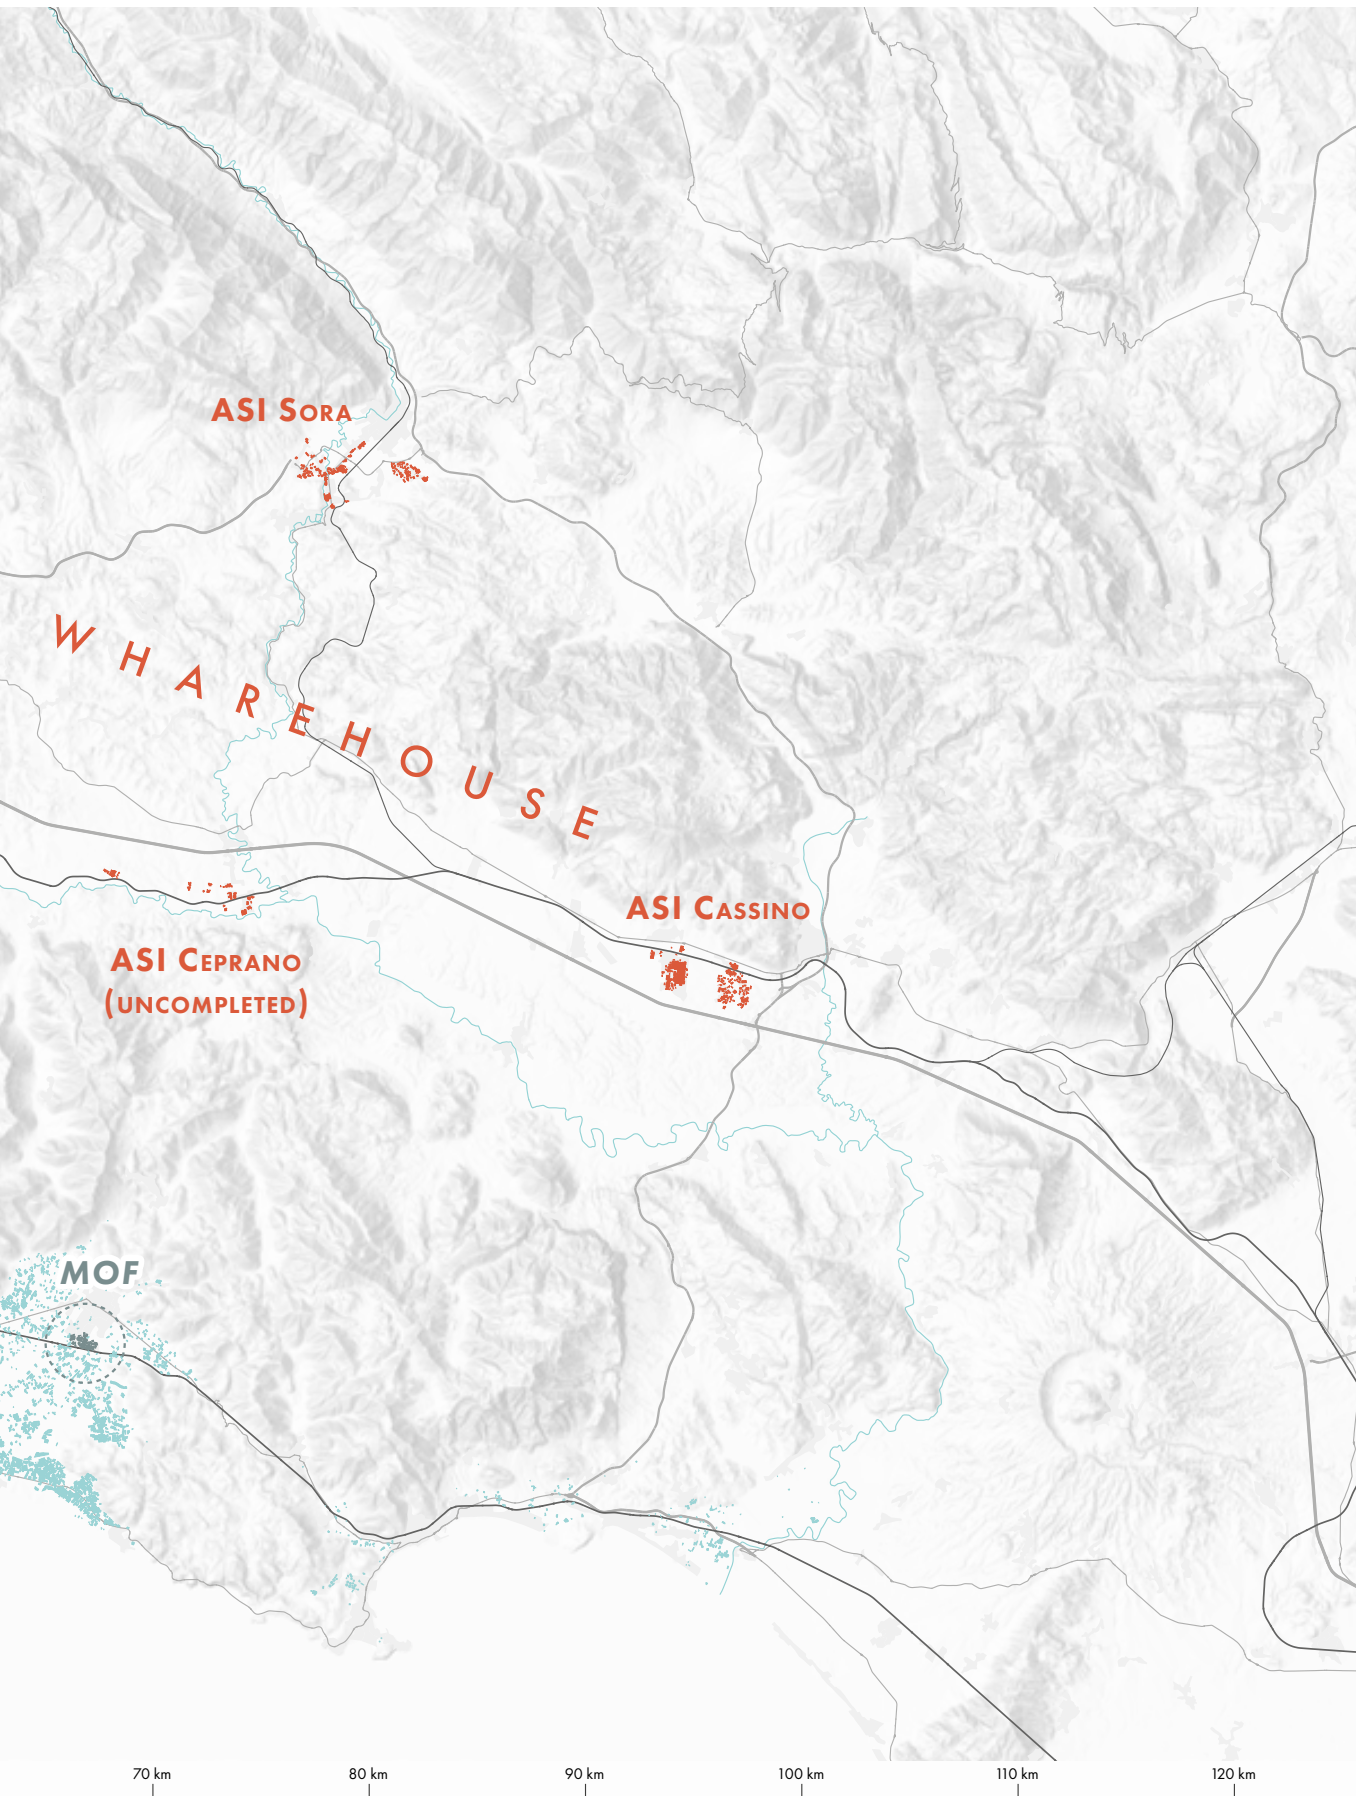 ASI SORA
WHAREHOUSE
ASI CASSINO
ASI CEPRANO
(UNCOMPLETED)
MOF
70 km 80 km 90 km 100 km 110 km 120 km